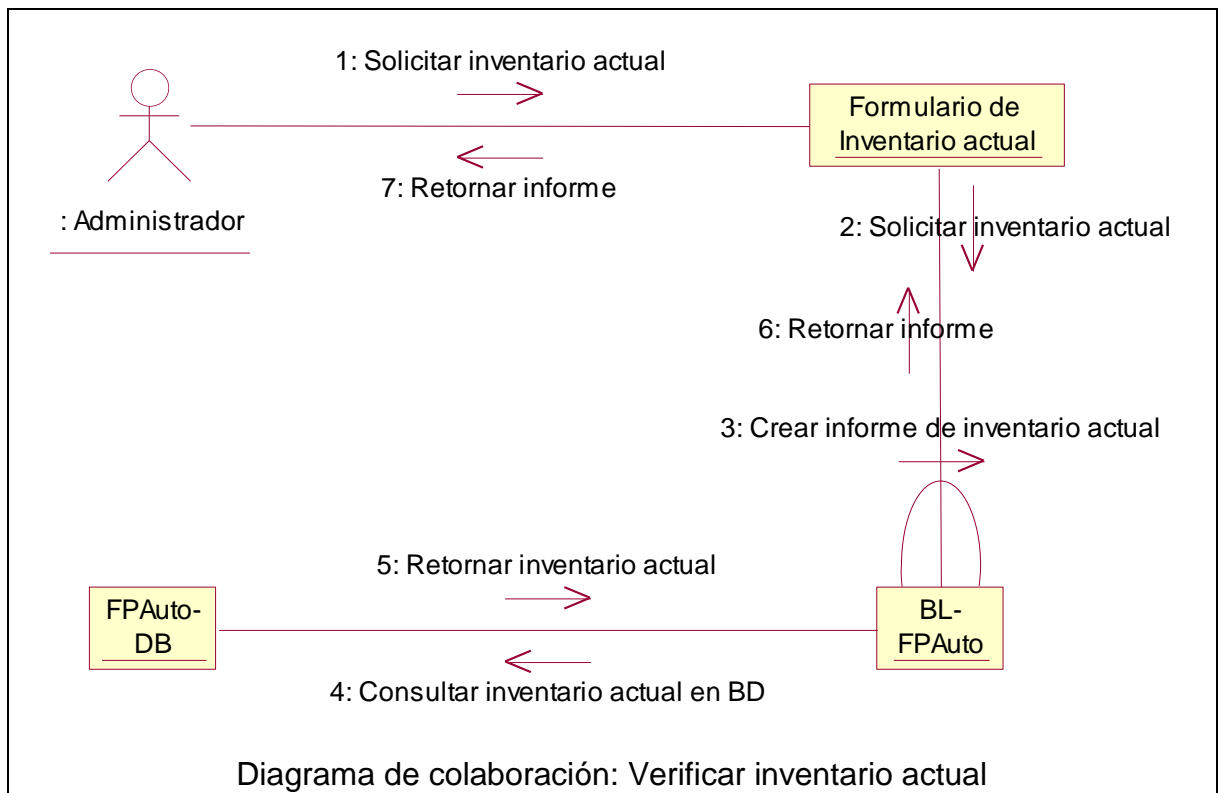 1: Solicitar inventario actual
Formulario de
Inventario actual
7: Retornar informe
: Administrador
2: Solicitar inventario actual
6: Retornar informe
3: Crear informe de inventario actual
5: Retornar inventario actual
FPAuto-
DB
BL-
FPAuto
4: Consultar inventario actual en BD
Diagrama de colaboración: Verificar inventario actual